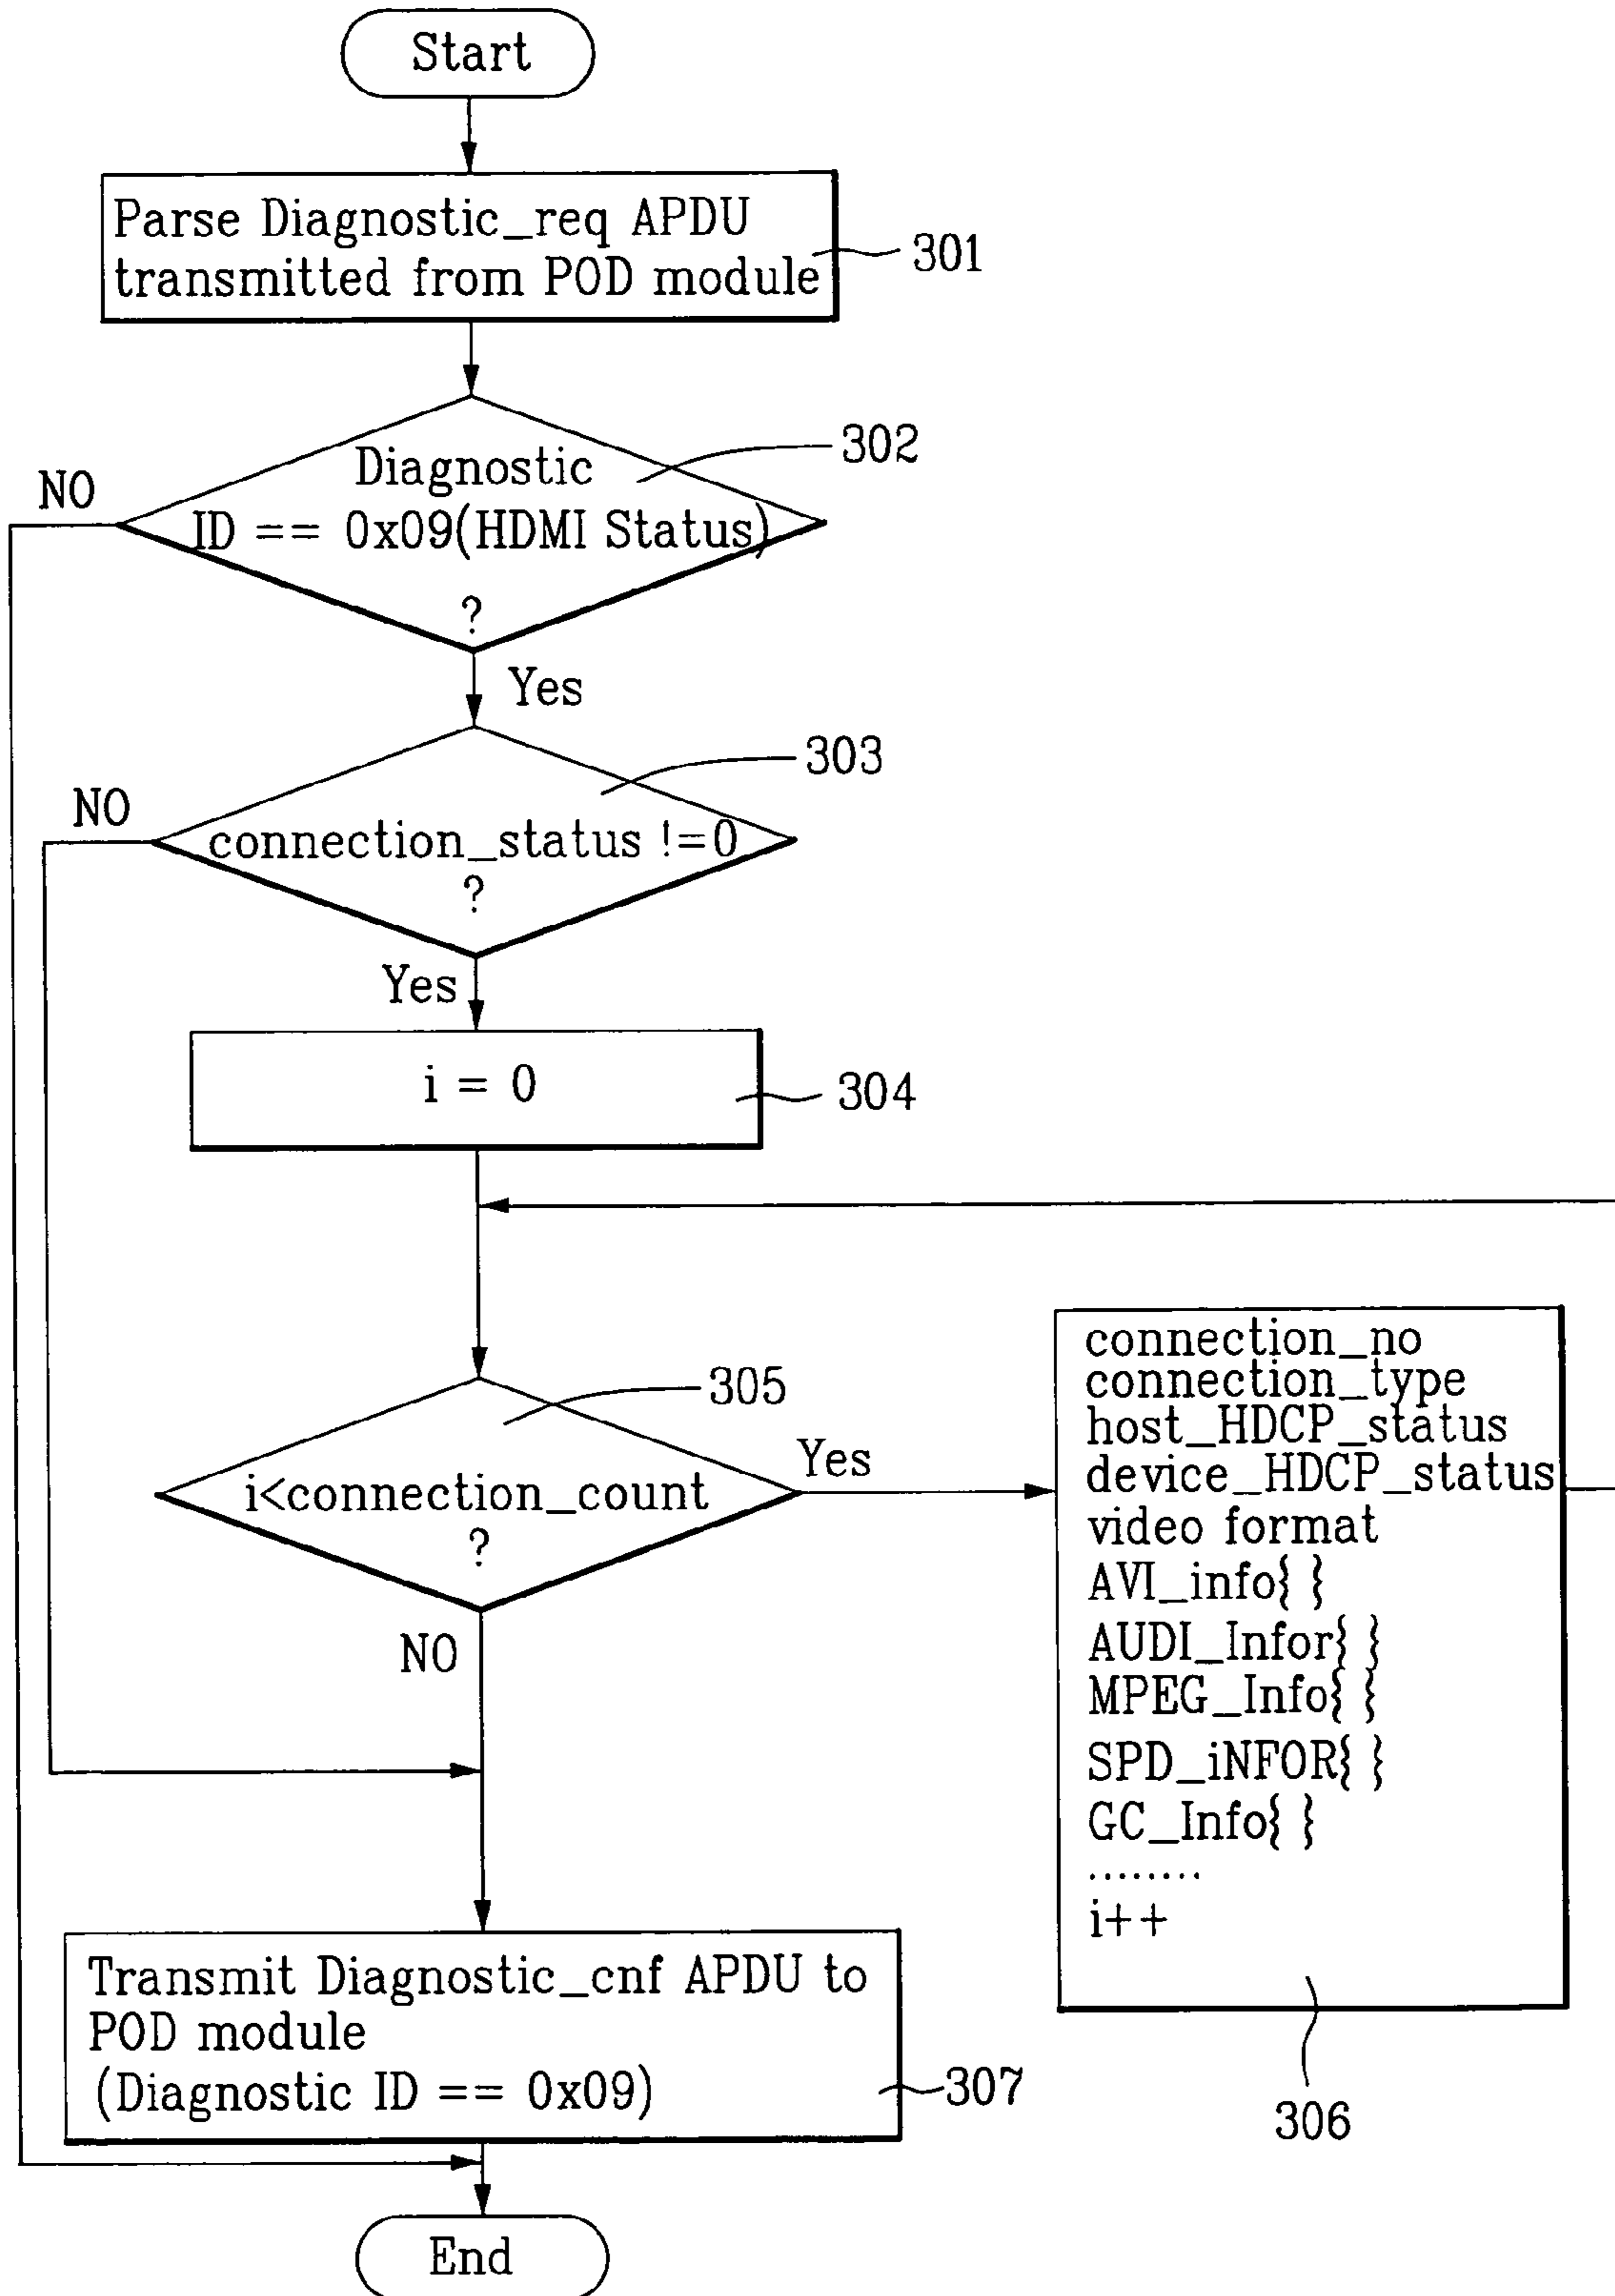 Start
Parse Diagnostic_req APDU
transmitted from POD module
301
302
Diagnostic
ID == 0x09(HDMI Status)
?
NO
Yes
303
connection_status !=0
?
NO
Yes
i = 0
304
305
i<connection_count
?
Yes
NO
connection_no
connection_type
host_HDCP_status
device_HDCP_status
video format
AVI_info{ }
AUDI_Infor{ }
MPEG_Info{ }
SPD_iNFOR{ }
GC_Info{ }
........
i++
306
Transmit Diagnostic_cnf APDU to
POD module
(Diagnostic ID == 0x09)
307
End